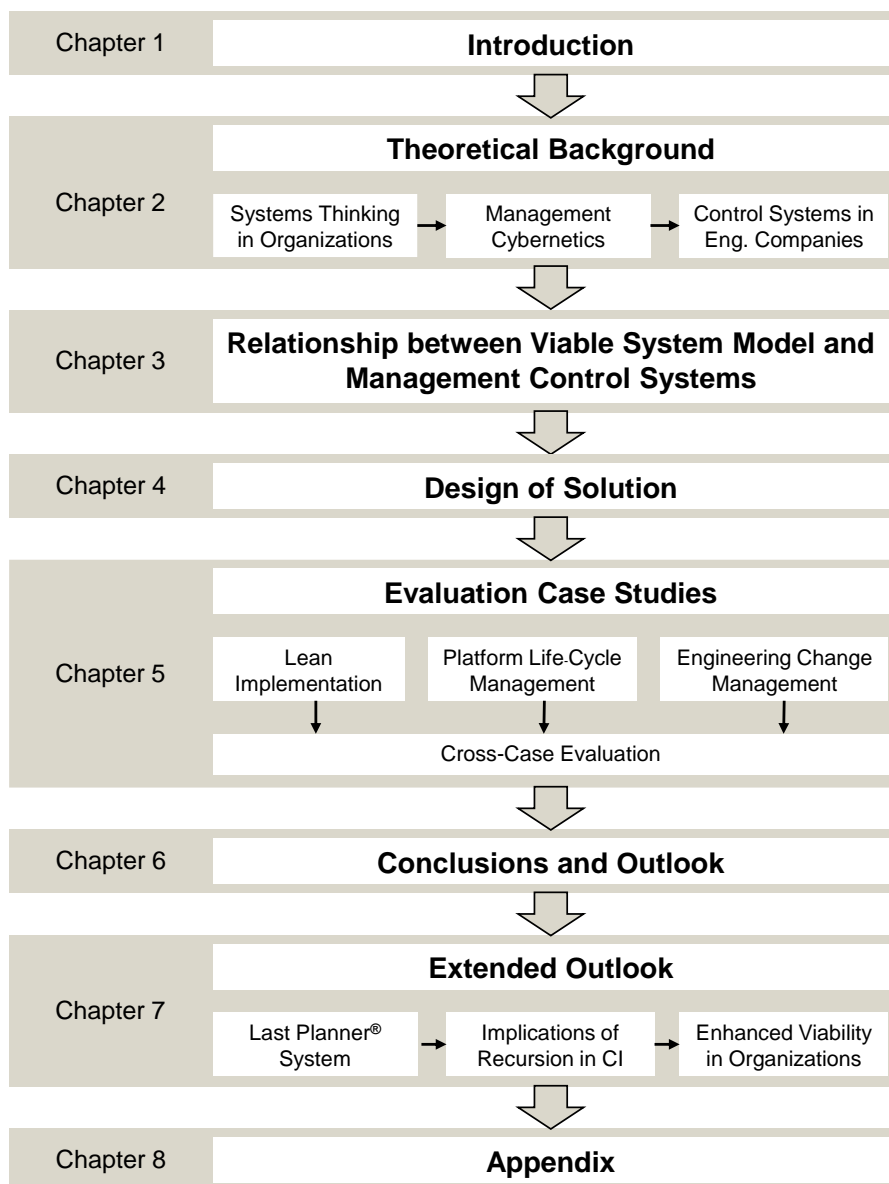 Chapter 1
Introduction
Chapter 2
Theoretical Background
Systems Thinking
in Organizations
Management
Cybernetics
Control Systems in
Eng. Companies
Chapter 3
Relationship between Viable System Model and
Management Control Systems
Chapter 4
Design of Solution
Chapter 5
Evaluation Case Studies
Lean
Implementation
Platform Life-Cycle
Management
Engineering Change
Management
Cross-Case Evaluation
Chapter 6
Conclusions and Outlook
Chapter 7
Extended Outlook
Last Planner®
System
Implications of
Recursion in CI
Enhanced Viability
in Organizations
Chapter 8
Appendix